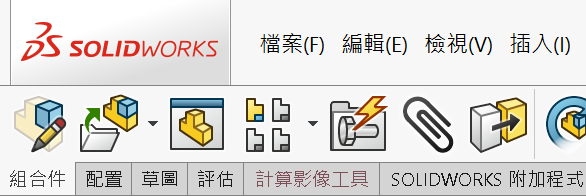 SOLIDWORKS 檔案(F) 編輯(E) 檢視(V) 插入(I)
組合件 配置 草圖 評估 計算影像工具 SOLIDWORKS 附加程式